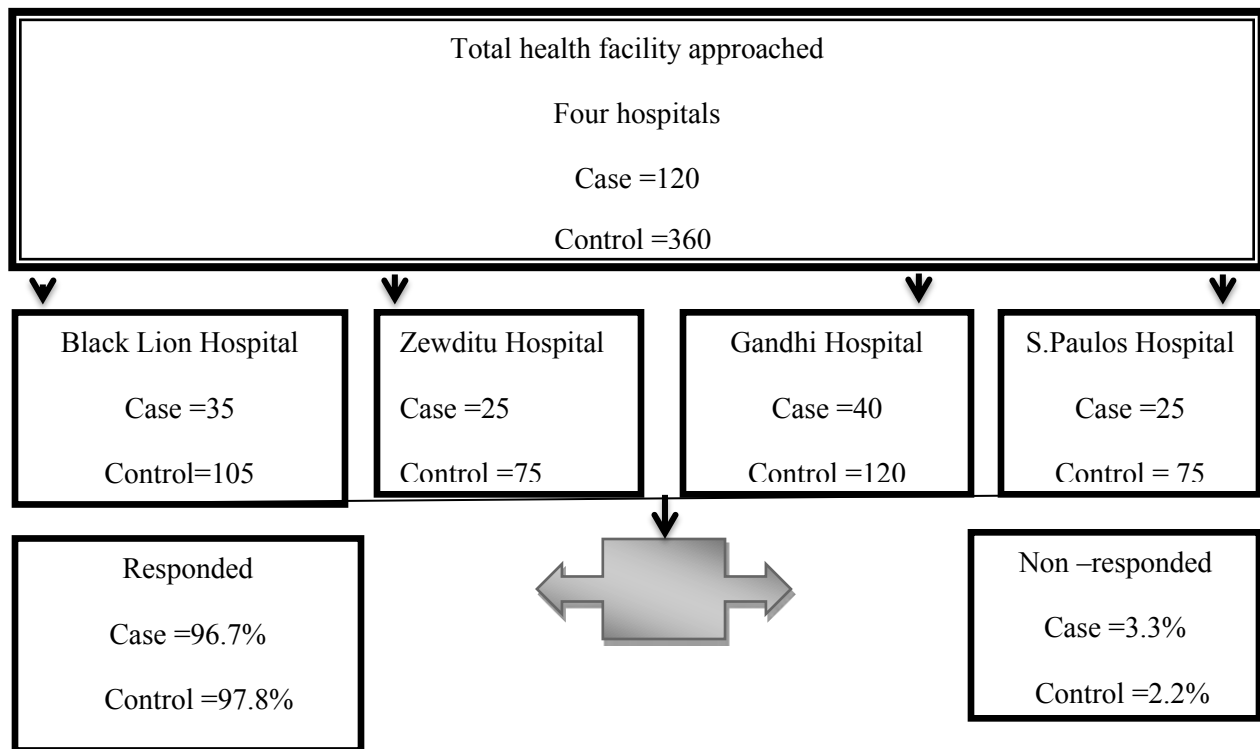 Total health facility approached
Four hospitals
Case =120
Control =360
Black Lion Hospital
Case =35
Control=105
Zewditu Hospital
Case =25
Control =75
Gandhi Hospital
Case =40
Control =120
S.Paulos Hospital
Case =25
Control = 75
Responded
Case =96.7%
Control =97.8%
Non –responded
Case =3.3%
Control =2.2%